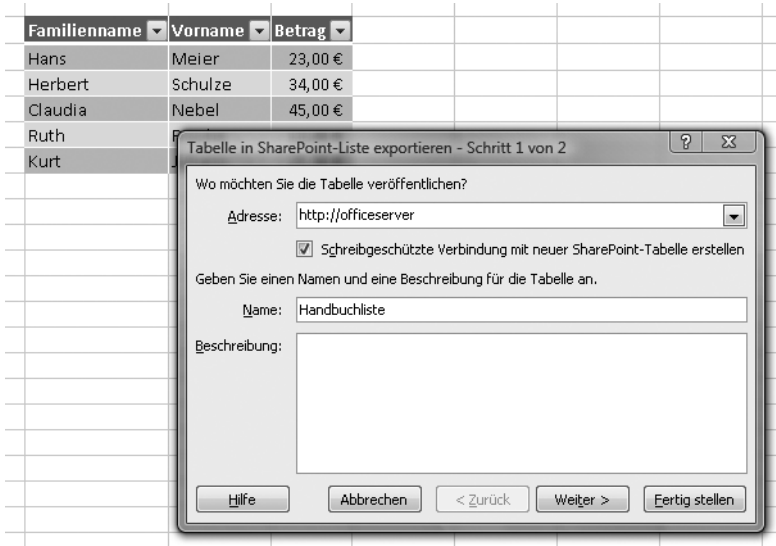 Familienname Vorname Betrag
Hans Meier 23,00 €
Herbert Schulze 34,00 €
Claudia Nebel 45,00 €
Ruth
Kurt
Tabelle in SharePoint-Liste exportieren - Schritt 1 von 2
Wo möchten Sie die Tabelle veröffentlichen?
Adresse: http://officeserver
Schreibgeschützte Verbindung mit neuer SharePoint-Tabelle erstellen
Geben Sie einen Namen und eine Beschreibung für die Tabelle an.
Name: Handbuchliste
Beschreibung:
Hilfe Abbrechen < Zurück Weiter > Fertig stellen